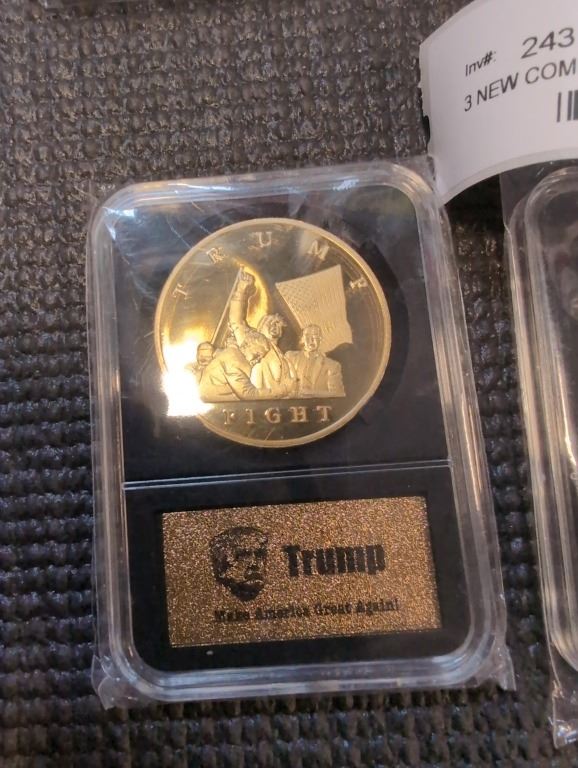 Inv#: 243
3 NEW COM
TRUMP
FIGHT
Trump
Make America Great Again!